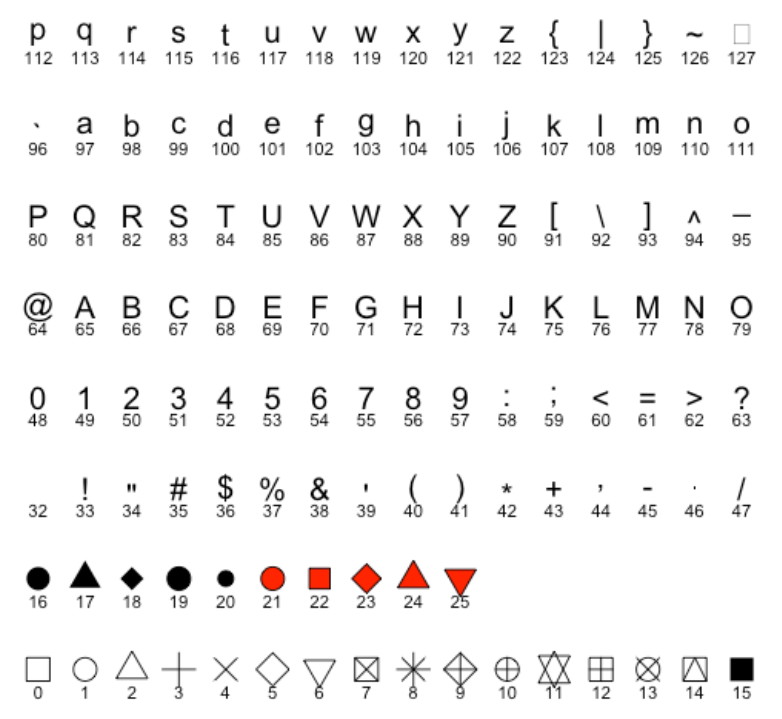 p q r s t u v w x y z { | } ~ □
112 113 114 115 116 117 118 119 120 121 122 123 124 125 126 127
` a b c d e f g h i j k l m n o
96 97 98 99 100 101 102 103 104 105 106 107 108 109 110 111
P Q R S T U V W X Y Z [ \ ] ^ _
80 81 82 83 84 85 86 87 88 89 90 91 92 93 94 95
@ A B C D E F G H I J K L M N O
64 65 66 67 68 69 70 71 72 73 74 75 76 77 78 79
0 1 2 3 4 5 6 7 8 9 : ; < = > ?
48 49 50 51 52 53 54 55 56 57 58 59 60 61 62 63
! " # $ % & ' ( ) * + , - . /
32 33 34 35 36 37 38 39 40 41 42 43 44 45 46 47
16 17 18 19 20 21 22 23 24 25
0 1 2 3 4 5 6 7 8 9 10 11 12 13 14 15